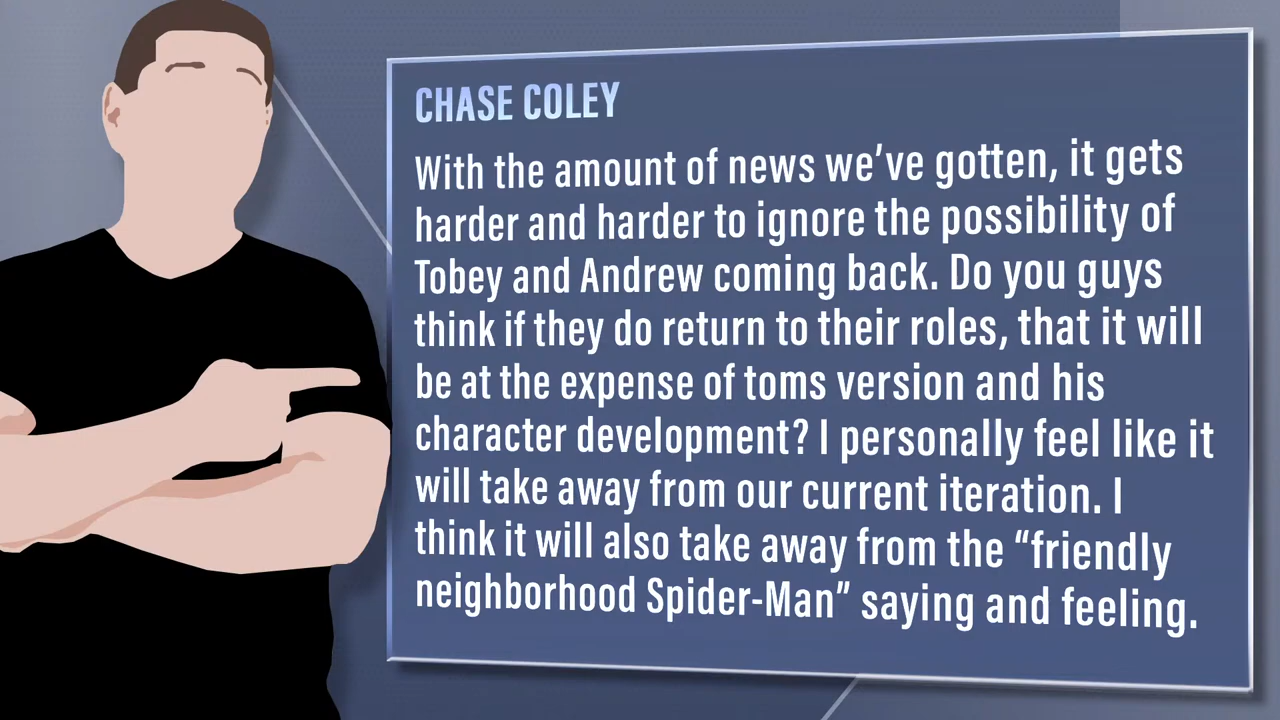 CHASE COLEY
With the amount of news we’ve gotten, it gets
harder and harder to ignore the possibility of
Tobey and Andrew coming back. Do you guys
think if they do return to their roles, that it will
be at the expense of toms version and his
character development? I personally feel like it
will take away from our current iteration. I
think it will also take away from the “friendly
neighborhood Spider-Man” saying and feeling.